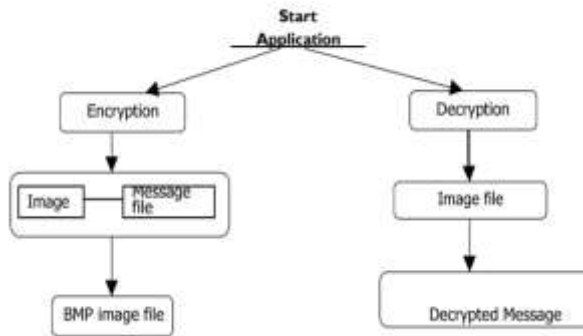 Start
Application
Encryption
Decryption
Image
Message
file
Image file
BMP image file
Decrypted Message